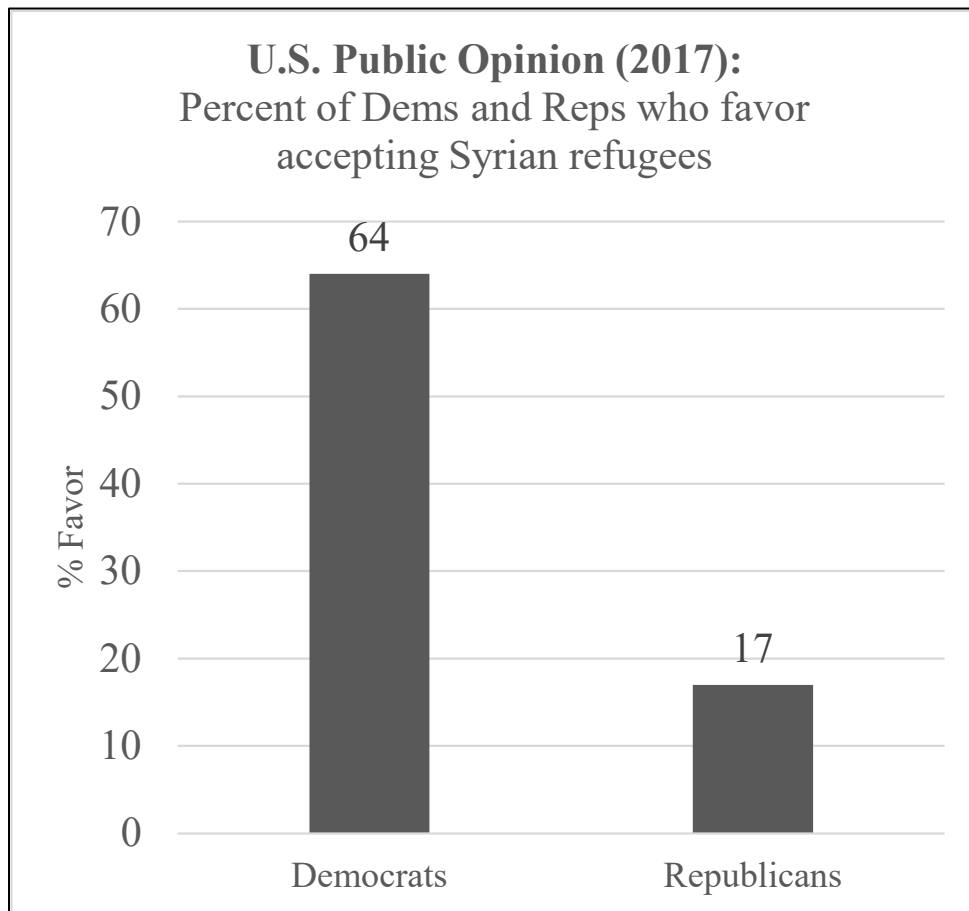 U.S. Public Opinion (2017):
Percent of Dems and Reps who favor
accepting Syrian refugees
70
60
50
40
30
20
10
0
% Favor
64
17
Democrats
Republicans